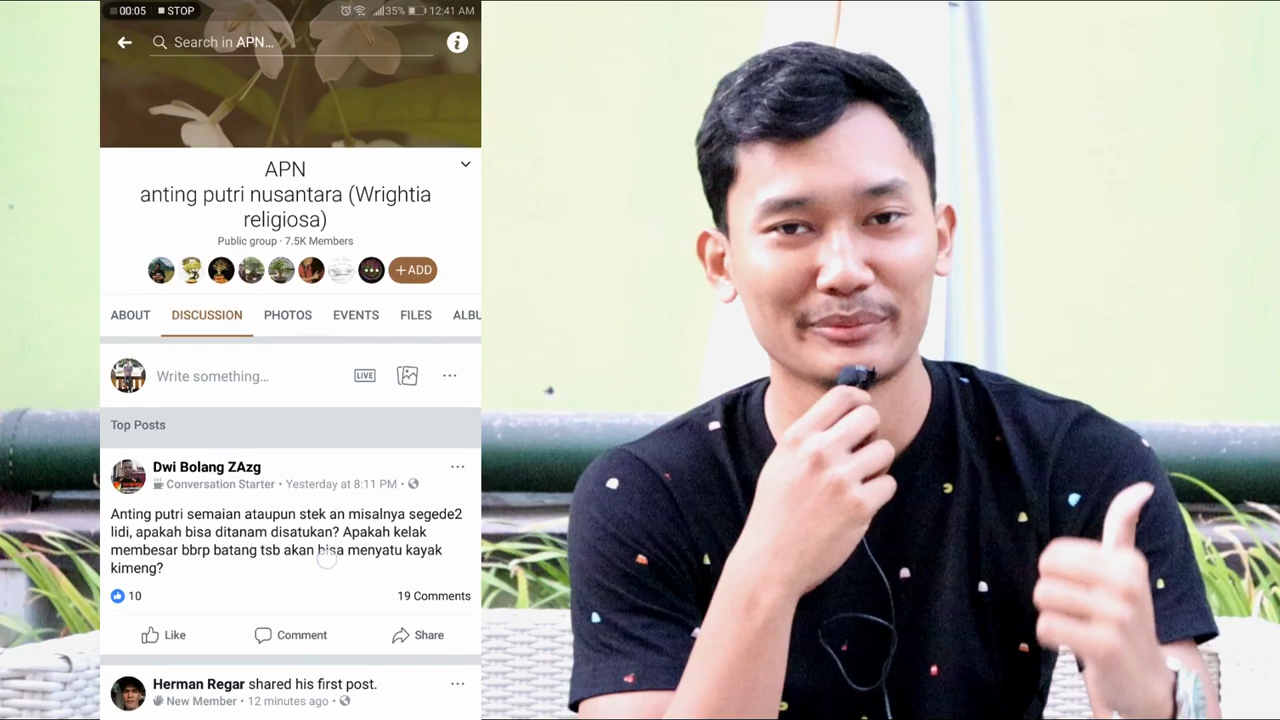 00:05 STOP 35% 12:41 AM
Search in APN...
APN
anting putri nusantara (Wrightia
religiosa)
Public group · 7.5K Members
+ADD
ABOUT DISCUSSION PHOTOS EVENTS FILES ALBU
Write something... LIVE
Top Posts
Dwi Bolang ZAzg
Conversation Starter · Yesterday at 8:11 PM ·
Anting putri semaian ataupun stek an misalnya segede2
lidi, apakah bisa ditanam disatukan? Apakah kelak
membesar bbrp batang tsb akan bisa menyatu kayak
kimeng?
10 19 Comments
Like Comment Share
Herman Regar shared his first post.
New Member · 12 minutes ago ·